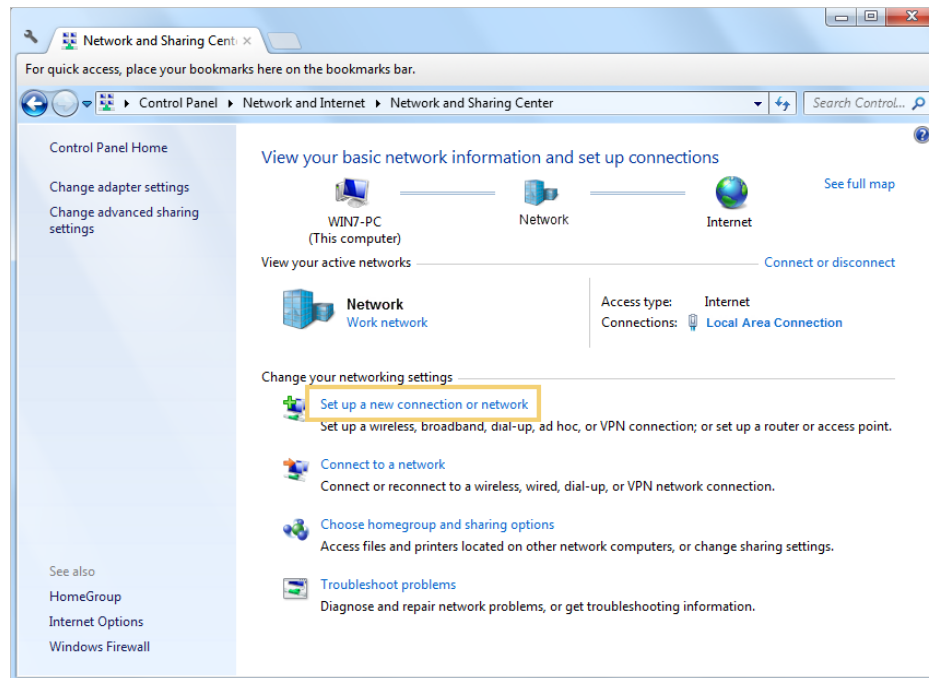 Network and Sharing Cent
For quick access, place your bookmarks here on the bookmarks bar.
Control Panel Network and Internet Network and Sharing Center
Search Control...
Control Panel Home
Change adapter settings
Change advanced sharing
settings
View your basic network information and set up connections
See full map
WIN7-PC
(This computer)
Network
Internet
View your active networks
Connect or disconnect
Network
Work network
Access type: Internet
Connections: Local Area Connection
Change your networking settings
Set up a new connection or network
Set up a wireless, broadband, dial-up, ad hoc, or VPN connection; or set up a router or access point.
Connect to a network
Connect or reconnect to a wireless, wired, dial-up, or VPN network connection.
Choose homegroup and sharing options
Access files and printers located on other network computers, or change sharing settings.
Troubleshoot problems
Diagnose and repair network problems, or get troubleshooting information.
See also
HomeGroup
Internet Options
Windows Firewall